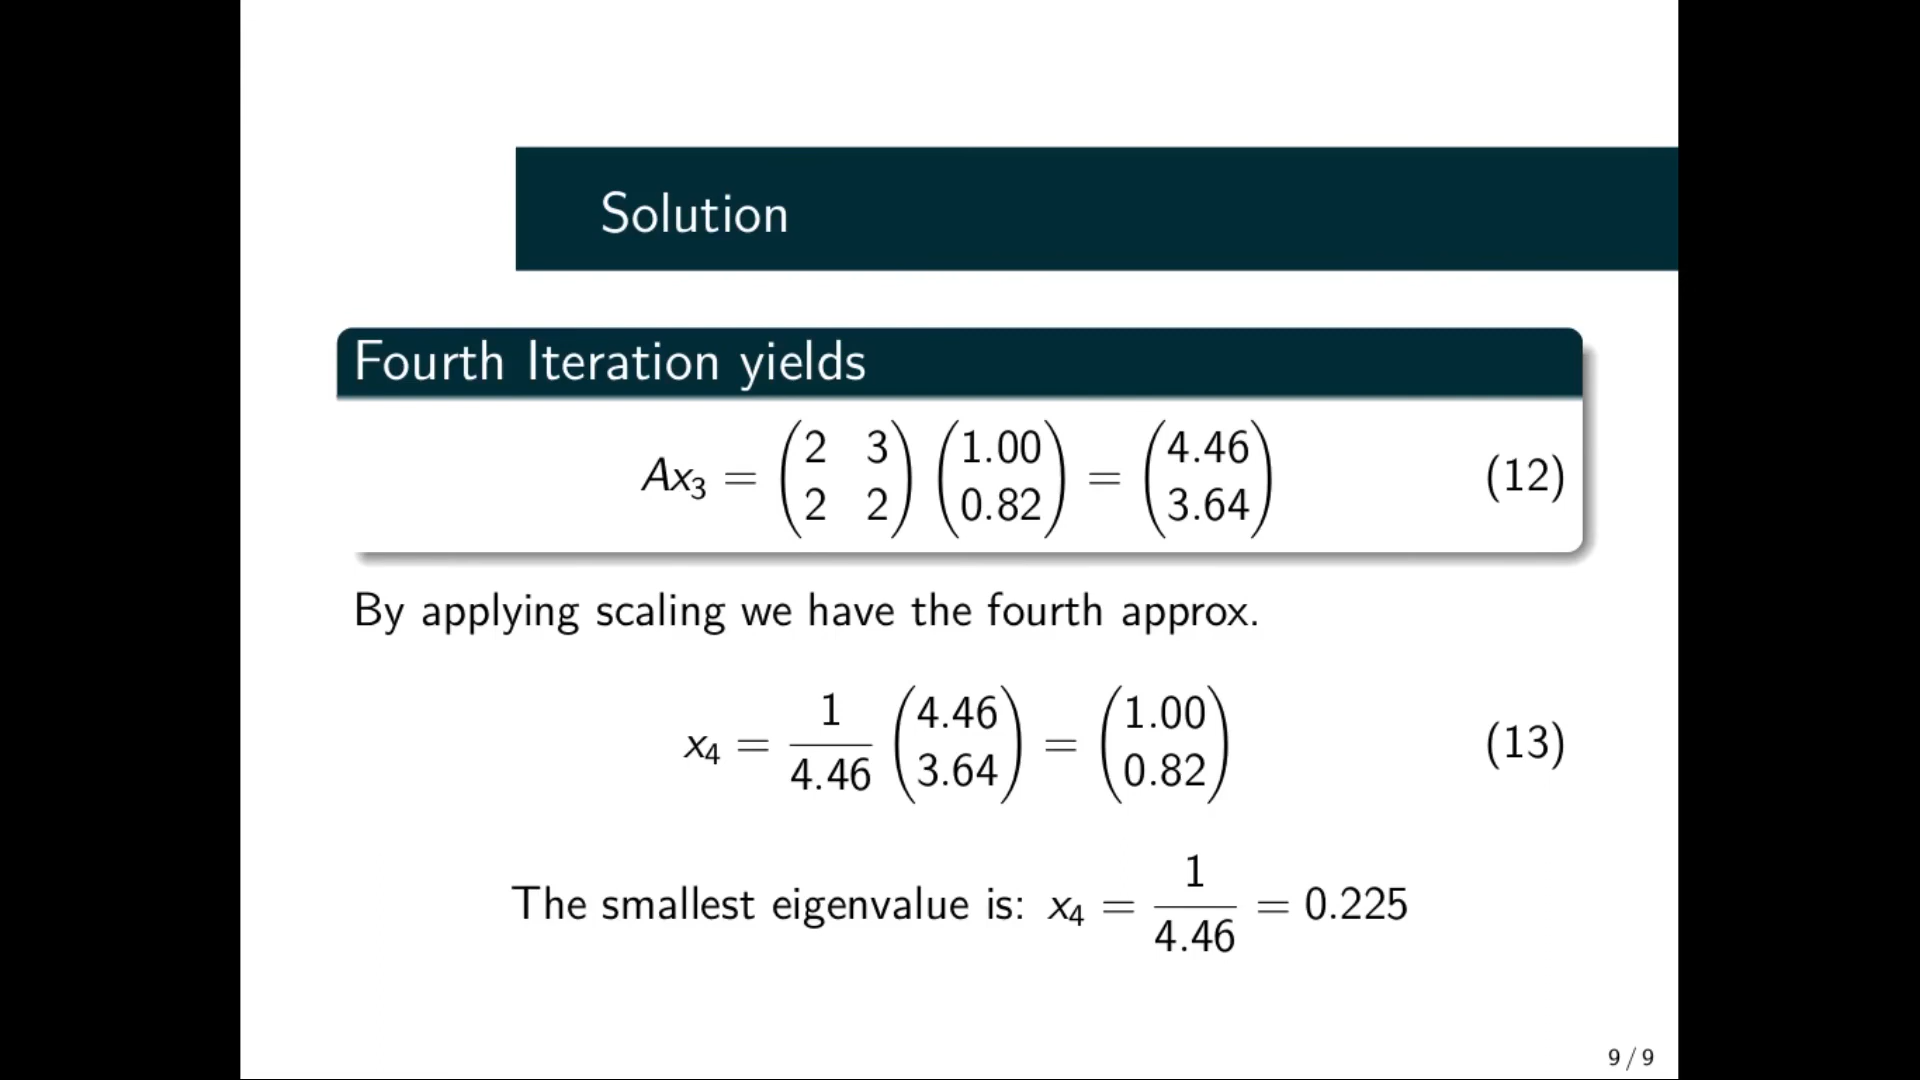 Solution
Fourth Iteration yields
Ax₃ = (2 3; 2 2) (1.00; 0.82) = (4.46; 3.64) (12)
By applying scaling we have the fourth approx.
x₄ = 1/4.46 (4.46; 3.64) = (1.00; 0.82) (13)
The smallest eigenvalue is: x₄ = 1/4.46 = 0.225
9 / 9